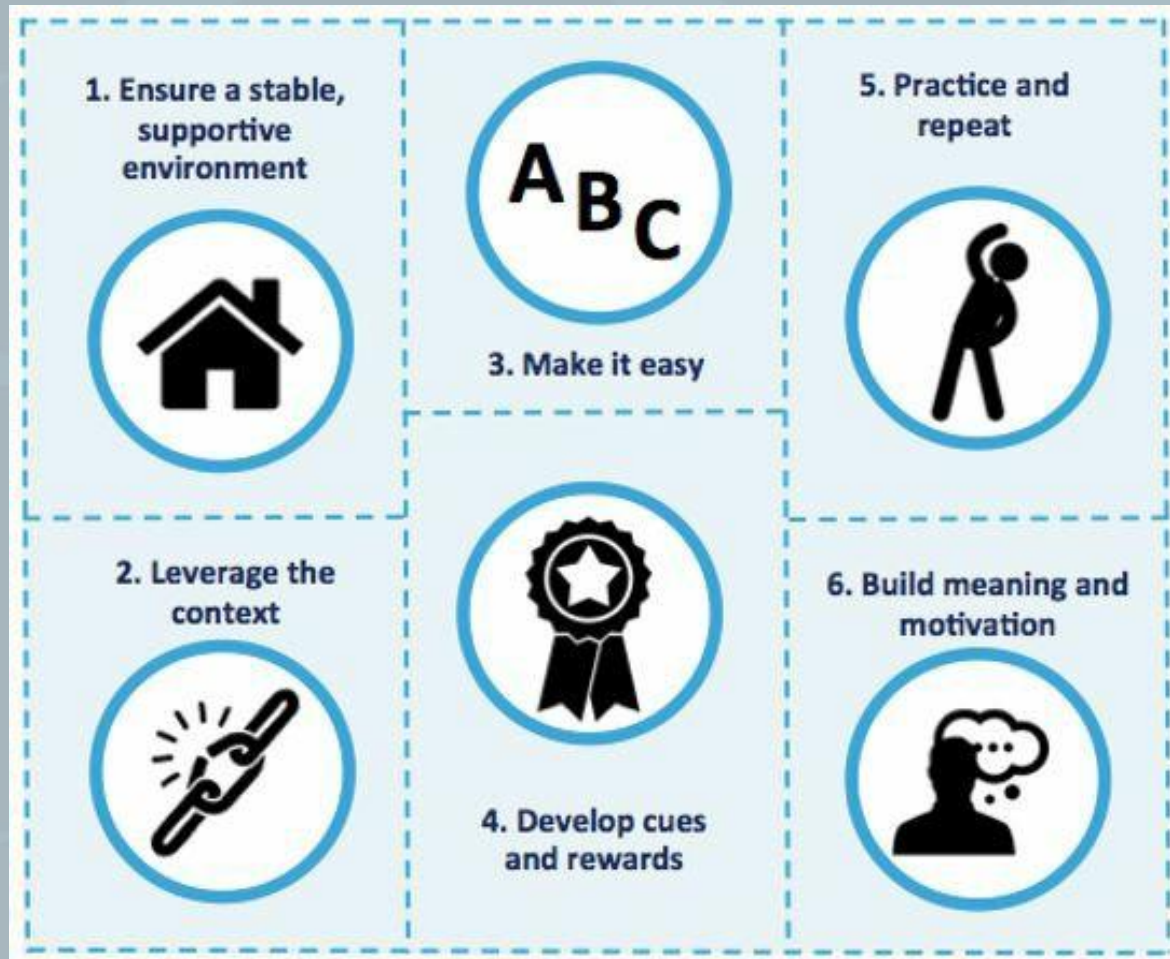 1. Ensure a stable,
supportive
environment
2. Leverage the
context
A B C
3. Make it easy
4. Develop cues
and rewards
5. Practice and
repeat
6. Build meaning and
motivation